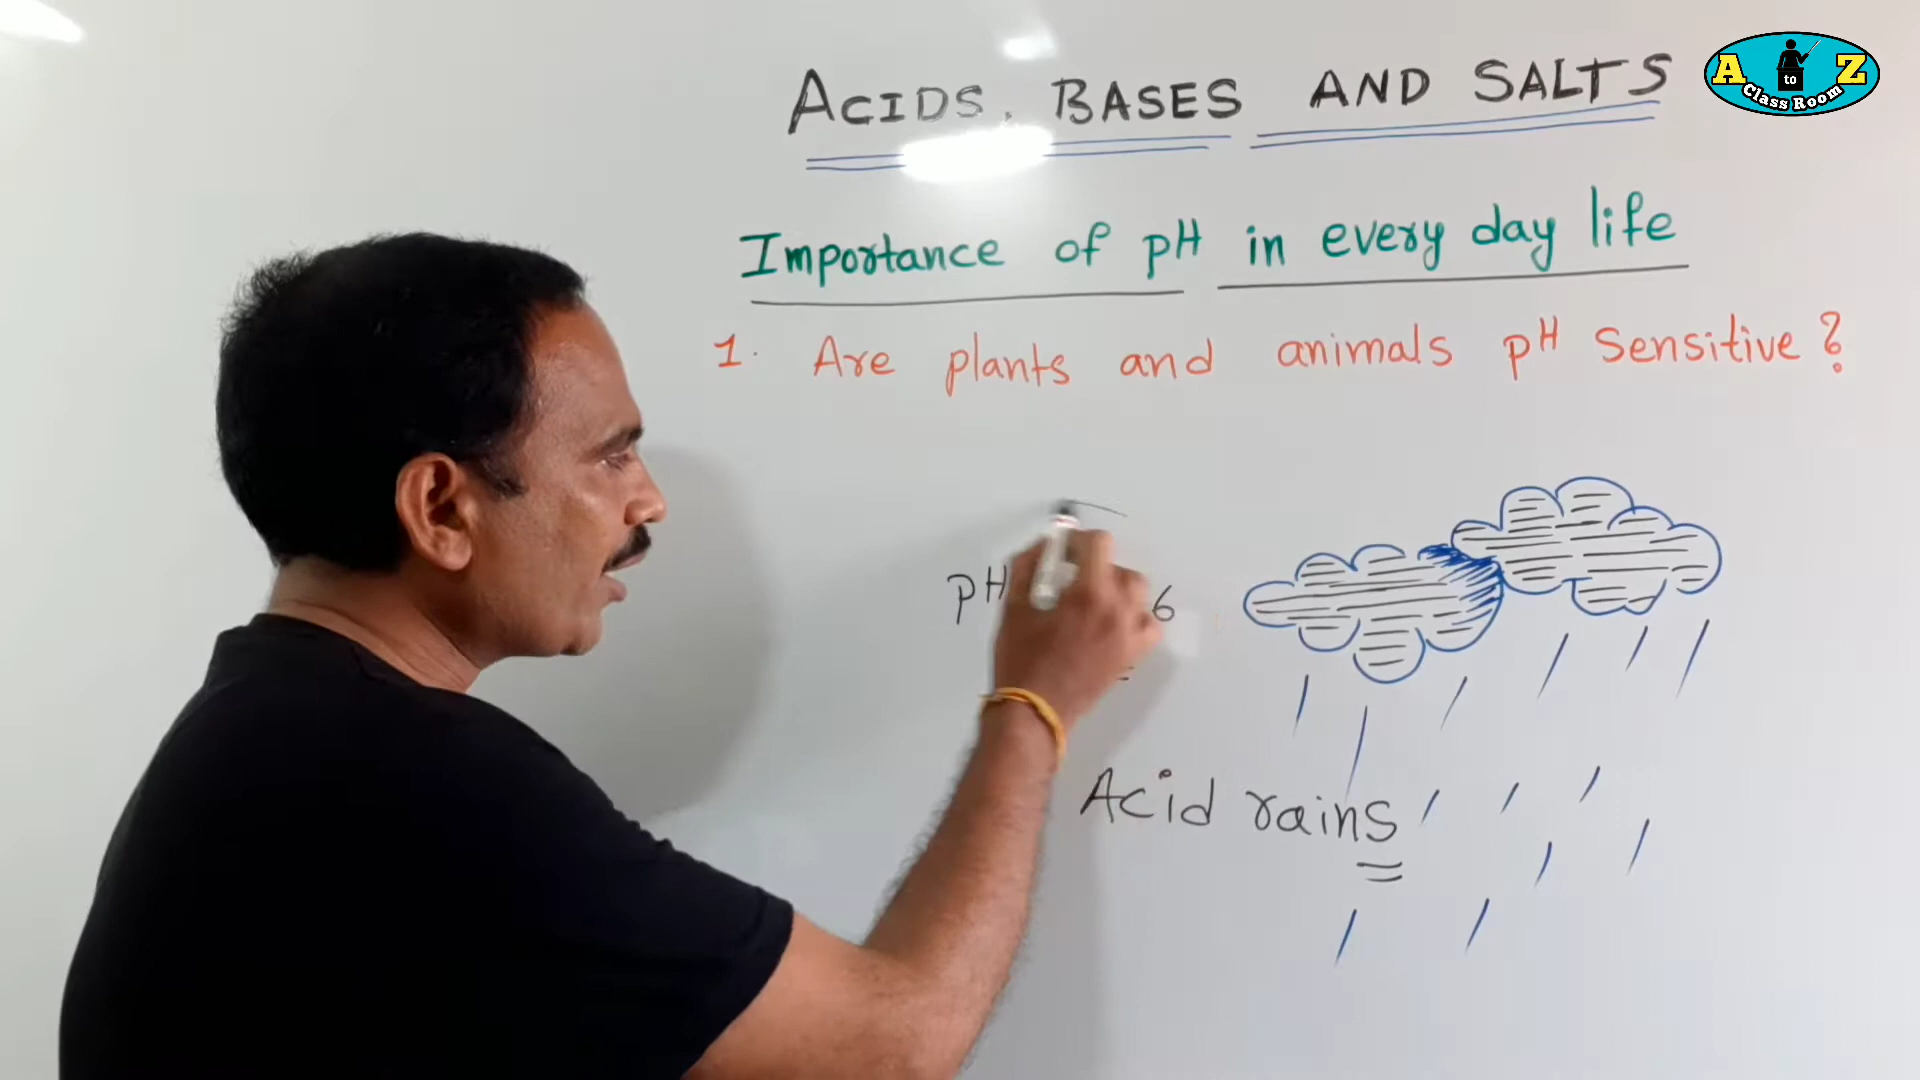 ACIDS, BASES AND SALTS
A to Z
Class Room
Importance of pH in every day life
1. Are plants and animals pH sensitive?
pH 6
Acid rains